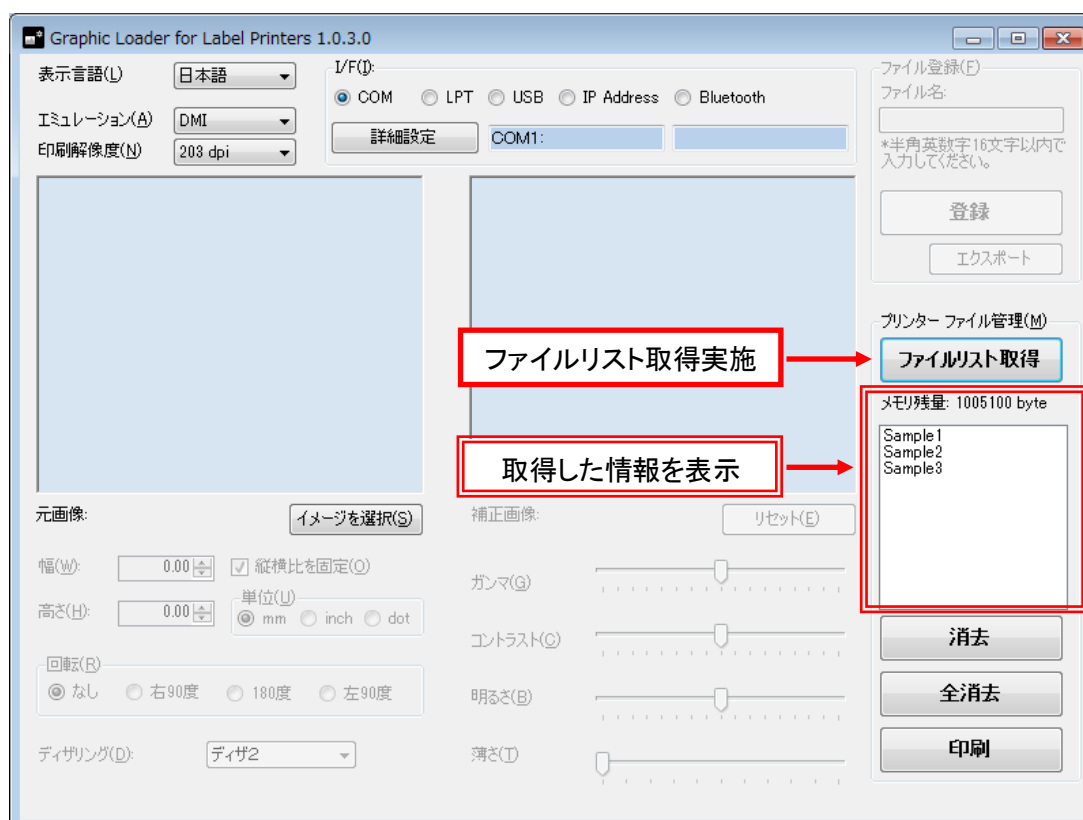 Graphic Loader for Label Printers 1.0.3.0
表示言語(L)
日本語
エミュレーション(A)
DMI
印刷解像度(N)
203 dpi
I/F(I):
COM
LPT
USB
IP Address
Bluetooth
詳細設定
COM1:
ファイル登録(F)
ファイル名:
*半角英数字16文字以内で
入力してください。
登録
エクスポート
プリンター ファイル管理(M)
ファイルリスト取得実施
ファイルリスト取得
メモリ残量: 1005100 byte
取得した情報を表示
Sample1
Sample2
Sample3
消去
全消去
印刷
元画像:
イメージを選択(S)
幅(W):
0.00
縦横比を固定(O)
高さ(H):
0.00
単位(U)
mm
inch
dot
回転(R)
なし
右90度
180度
左90度
ディザリング(D):
ディザ2
補正画像:
リセット(E)
ガンマ(G)
コントラスト(C)
明るさ(B)
薄さ(T)